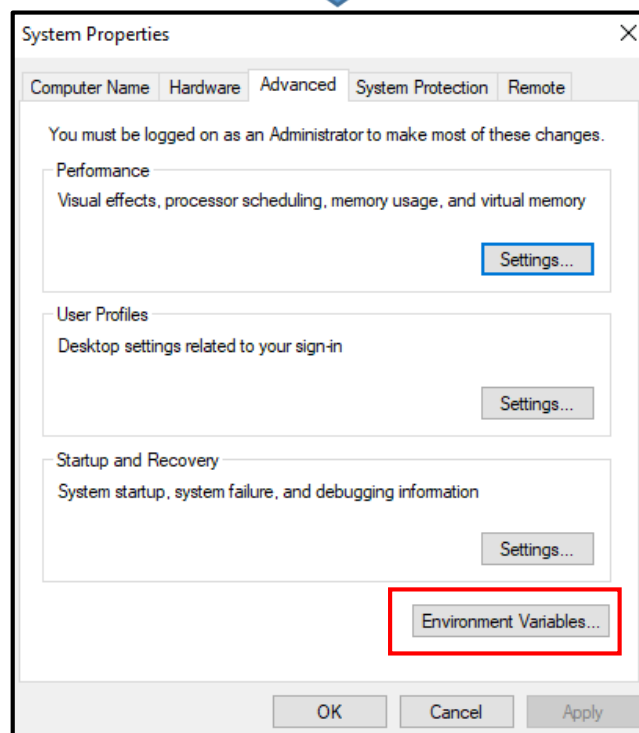 System Properties
Computer Name Hardware Advanced System Protection Remote
You must be logged on as an Administrator to make most of these changes.
Performance
Visual effects, processor scheduling, memory usage, and virtual memory
Settings...
User Profiles
Desktop settings related to your sign-in
Settings...
Startup and Recovery
System startup, system failure, and debugging information
Settings...
Environment Variables...
OK Cancel Apply